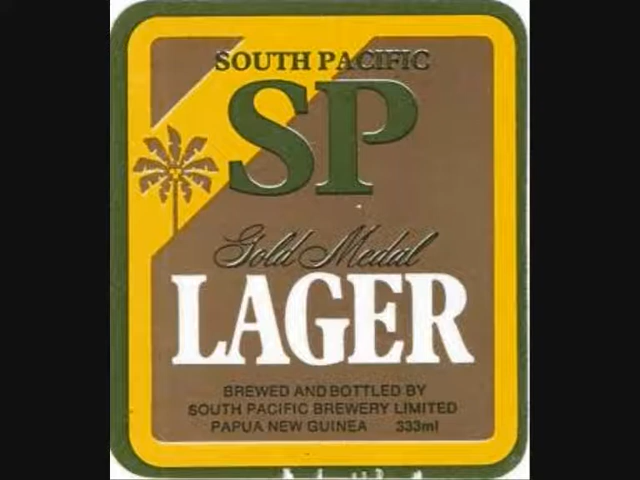 SOUTH PACIFIC
SP
Gold Medal
LAGER
BREWED AND BOTTLED BY
SOUTH PACIFIC BREWERY LIMITED
PAPUA NEW GUINEA 333ml